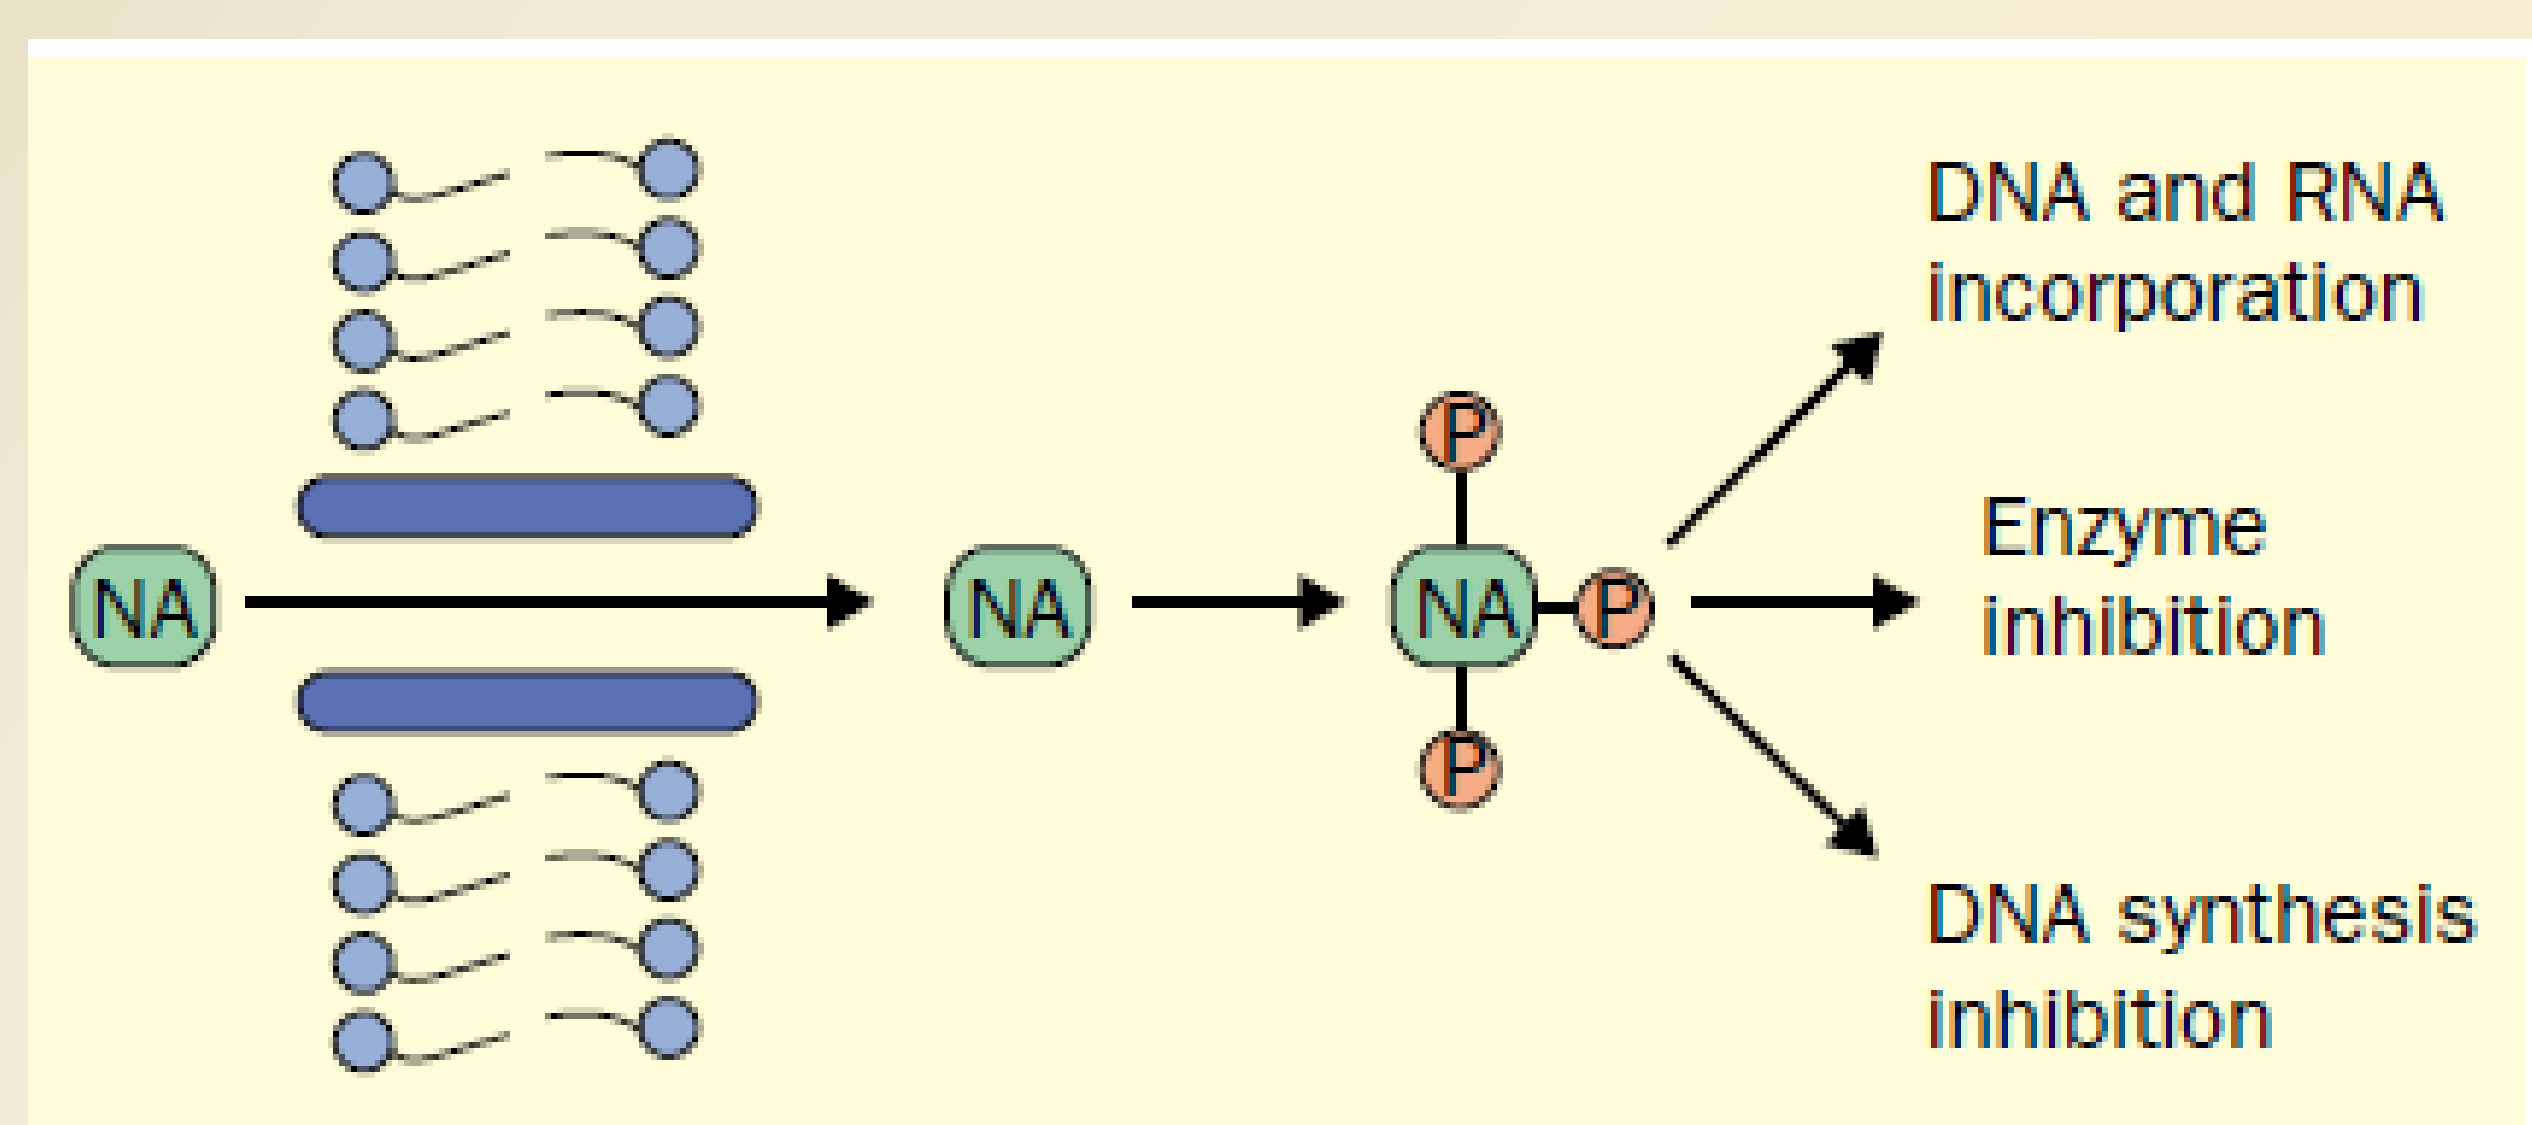 NA
NA
P
NA
P
P
DNA and RNA
incorporation
Enzyme
inhibition
DNA synthesis
inhibition